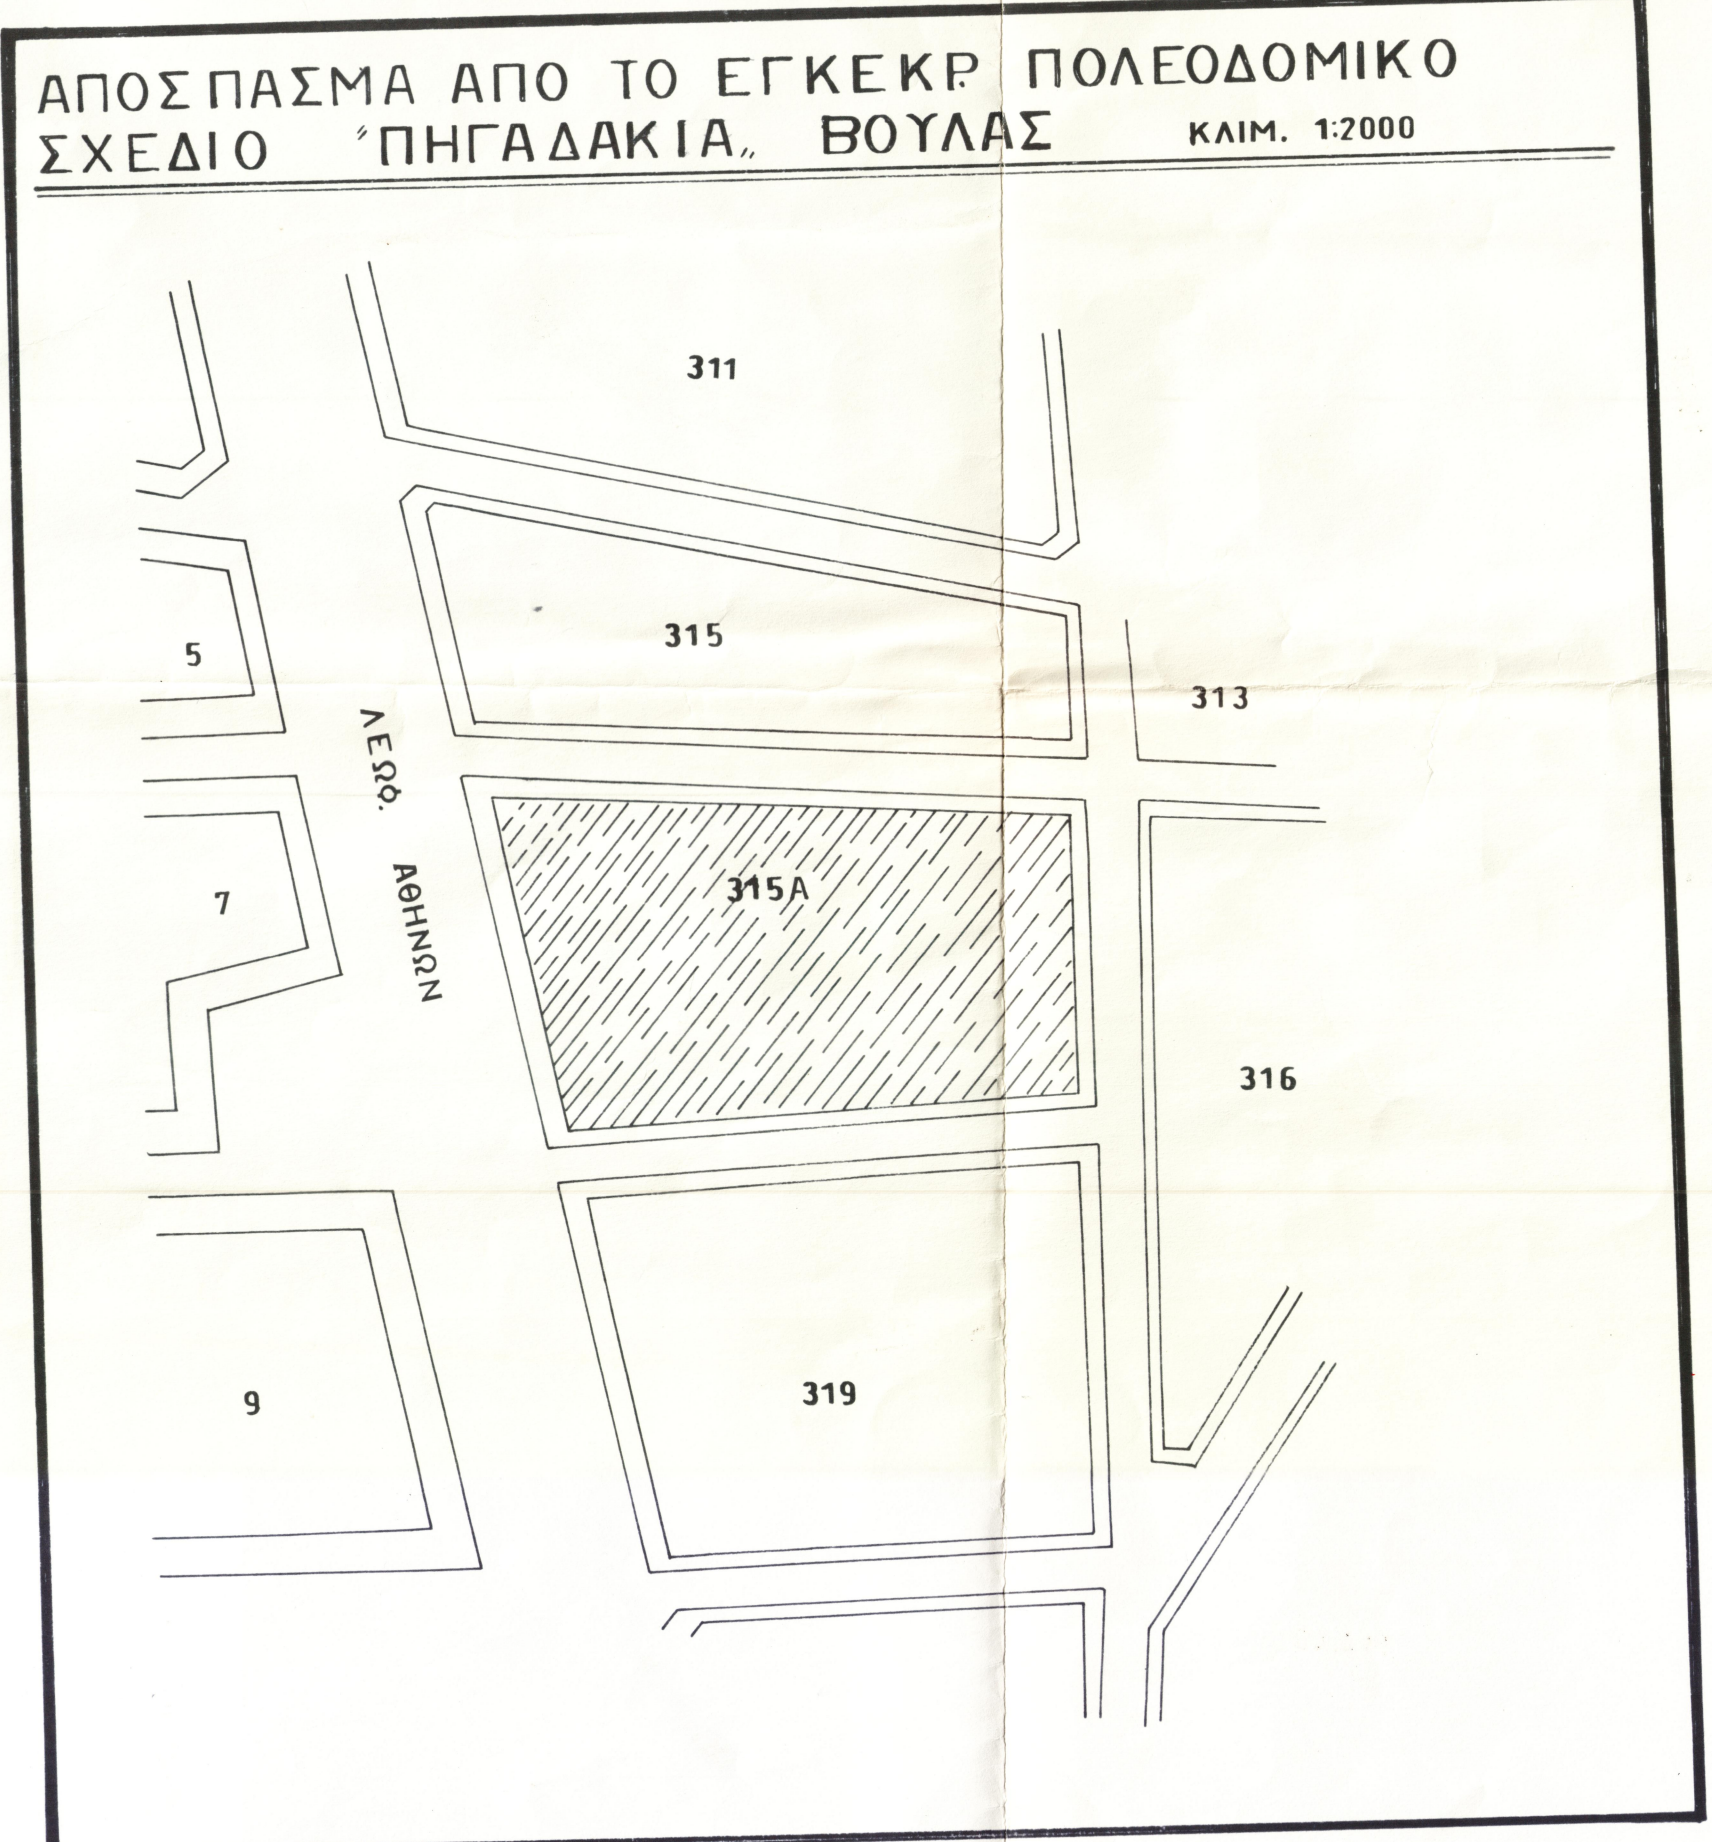 ΑΠΟΣΠΑΣΜΑ ΑΠΟ ΤΟ ΕΓΚΕΚΡ. ΠΟΛΕΟΔΟΜΙΚΟ
ΣΧΕΔΙΟ "ΠΗΓΑΔΑΚΙΑ„ ΒΟΥΛΑΣ ΚΛΙΜ. 1:2000
311
315
5
313
ΛΕΩΦ. ΑΘΗΝΩΝ
315Α
7
316
319
9